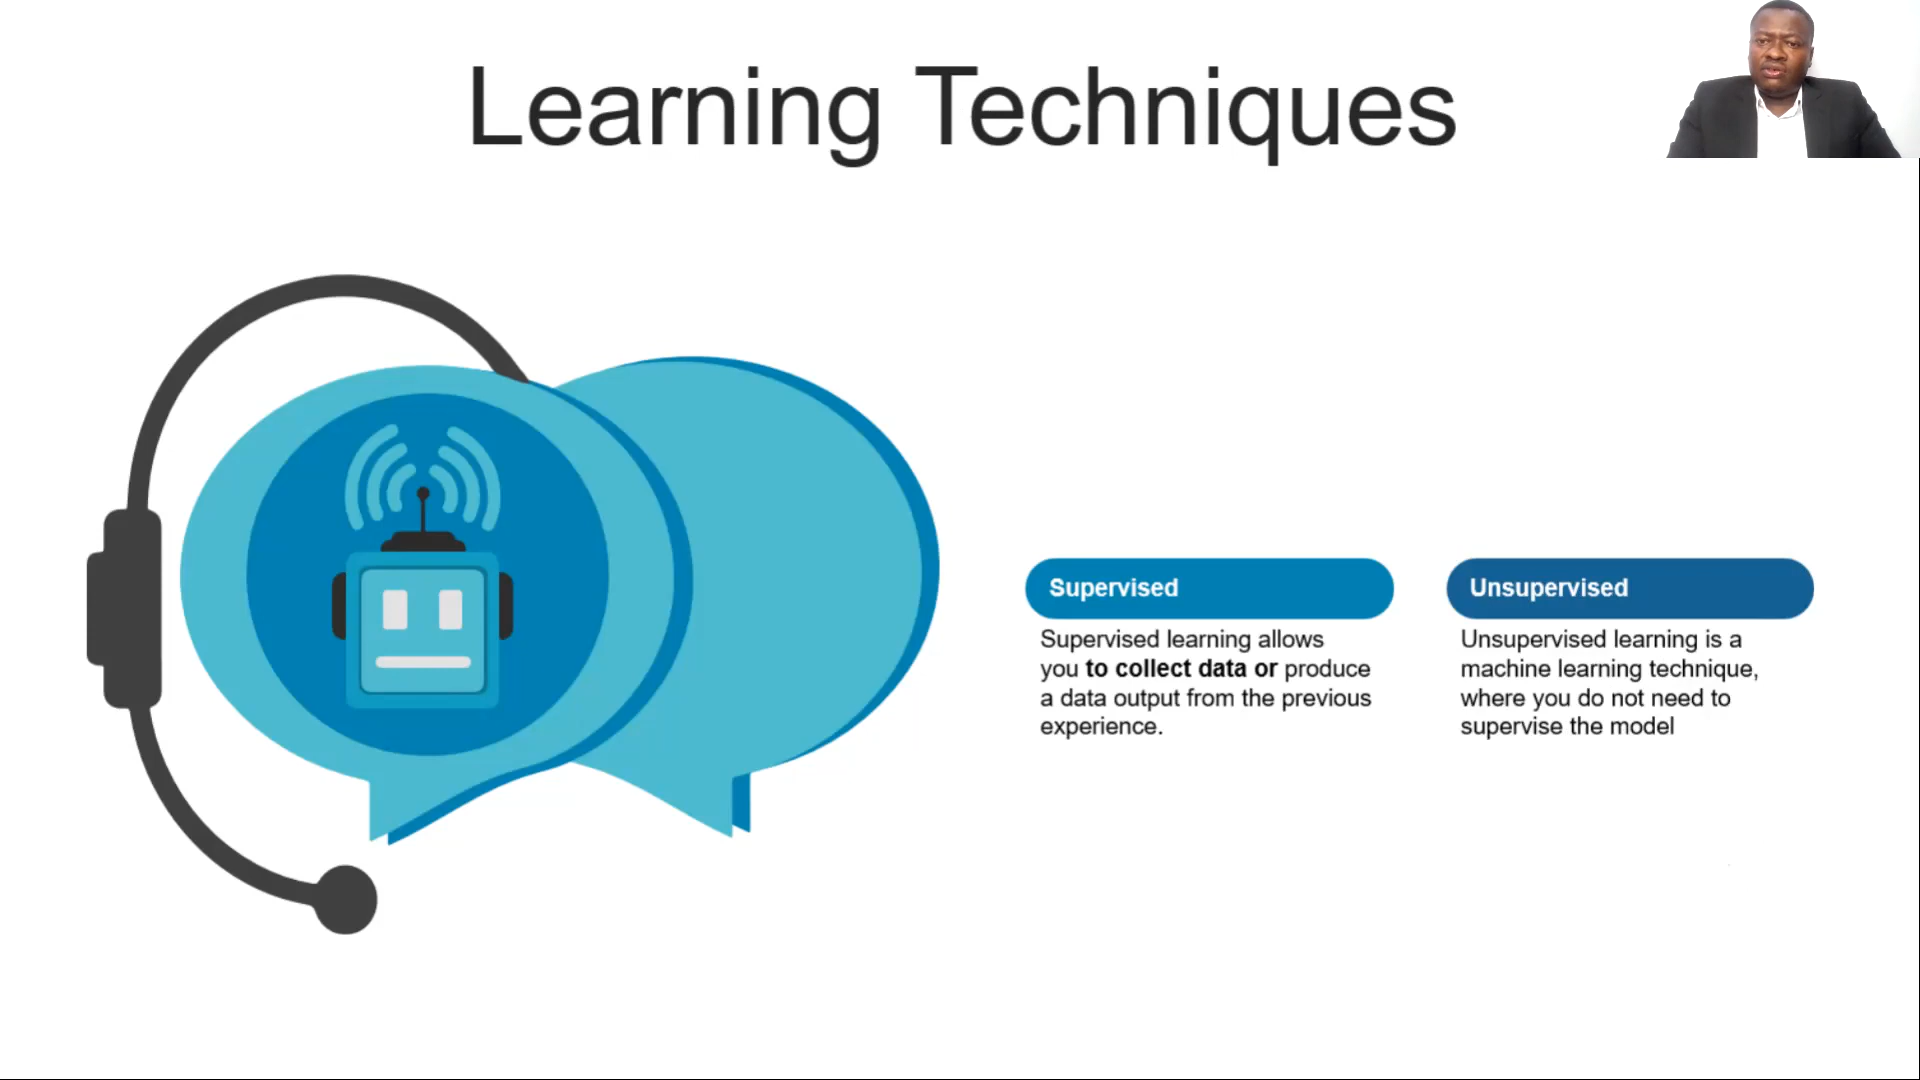 Learning Techniques
Supervised
Supervised learning allows
you to collect data or produce
a data output from the previous
experience.
Unsupervised
Unsupervised learning is a
machine learning technique,
where you do not need to
supervise the model